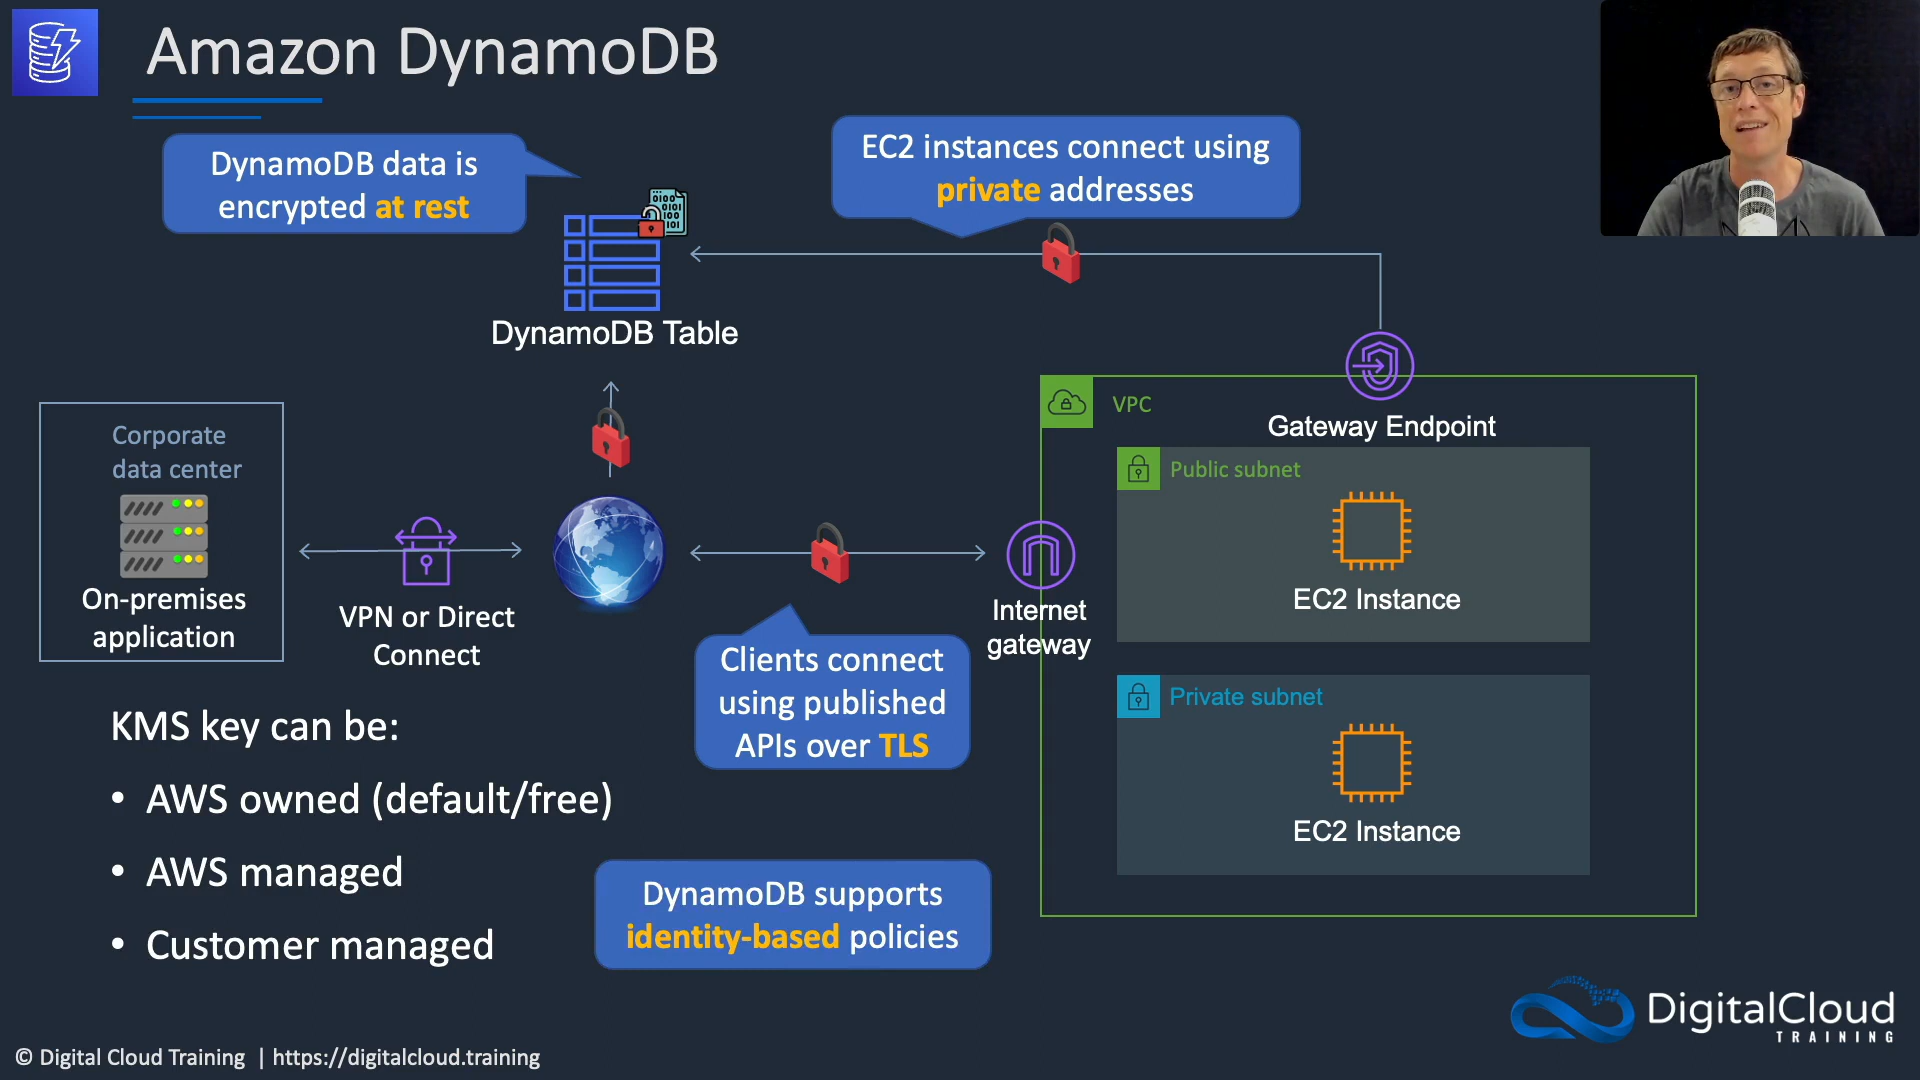 Amazon DynamoDB
DynamoDB data is
encrypted at rest
EC2 instances connect using
private addresses
DynamoDB Table
Corporate
data center
On-premises
application
VPN or Direct
Connect
Clients connect
using published
APIs over TLS
Internet
gateway
VPC
Gateway Endpoint
Public subnet
EC2 Instance
Private subnet
EC2 Instance
KMS key can be:
• AWS owned (default/free)
• AWS managed
• Customer managed
DynamoDB supports
identity-based policies
DigitalCloud
TRAINING
© Digital Cloud Training | https://digitalcloud.training